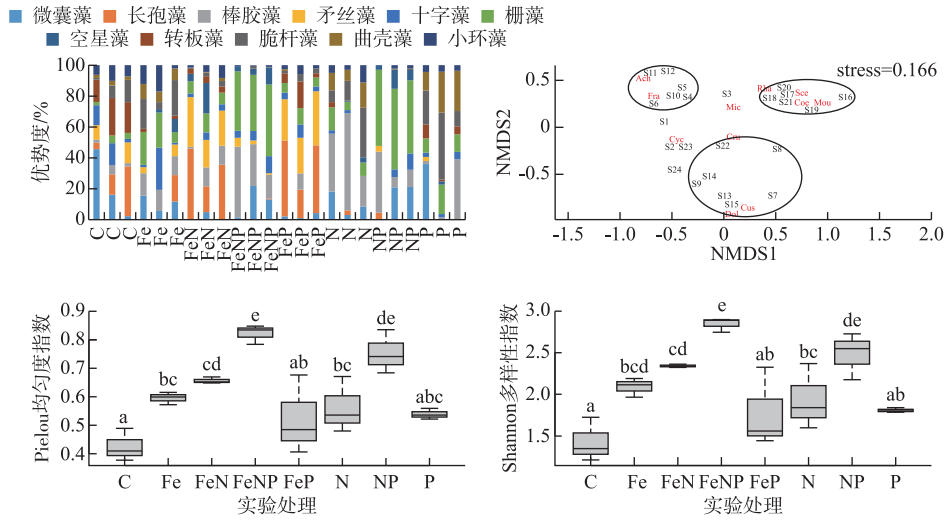 微囊藻 长孢藻 棒胶藻 矛丝藻 十字藻 栅藻
空星藻 转板藻 脆杆藻 曲壳藻 小环藻
优势度/%
100
80
60
40
20
0
C C C Fe Fe Fe FeN FeN FeN FeNP FeNP FeNP FeP FeP FeP N N N NP NP NP P P P
stress=0.166
NMDS2
0.5
0
-0.5
S11 S12
Ach
S5
Fra S10 S4
S6
S3
Mic
S1
Rha S20
S17 Sce
S18
S21 Coe Mou S16
S19
Cyc
S2 S23
Cru
S22
S8
S24
S14
S9
S13
S7
S15
Cus
Dol
-1.5 -1.0 -0.5 0 0.5 1.0 1.5 2.0
NMDS1
Pielou均匀度指数
0.9
0.8
0.7
0.6
0.5
0.4
a bc cd e ab bc de abc
C Fe FeN FeNP FeP N NP P
实验处理
Shannon多样性指数
3.0
2.5
2.0
1.5
a bcd cd e ab bc de ab
C Fe FeN FeNP FeP N NP P
实验处理